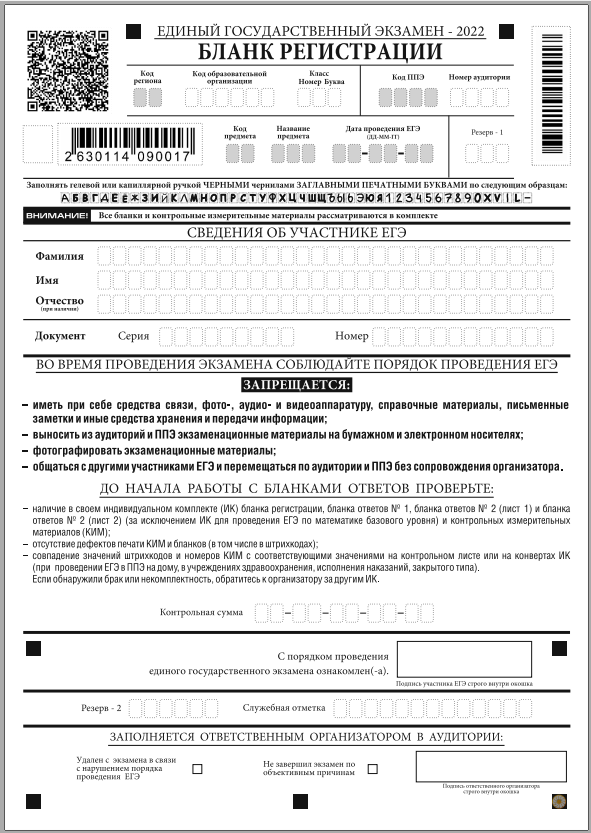 ЕДИНЫЙ ГОСУДАРСТВЕННЫЙ ЭКЗАМЕН - 2022
БЛАНК РЕГИСТРАЦИИ
Код региона
Код образовательной организации
Класс
Номер Буква
Код ППЭ
Номер аудитории
2 630114 090017
Код предмета
Название предмета
Дата проведения ЕГЭ
(ДД-ММ-ГГ)
Резерв - 1
Заполнять гелевой или капиллярной ручкой ЧЕРНЫМИ чернилами ЗАГЛАВНЫМИ ПЕЧАТНЫМИ БУКВАМИ по следующим образцам:
АБВГДЕЁЖЗИЙКЛМНОПРСТУФХЦЧШЩЪЫЬЭЮЯ1234567890XVIL-
ВНИМАНИЕ! Все бланки и контрольные измерительные материалы рассматриваются в комплекте
СВЕДЕНИЯ ОБ УЧАСТНИКЕ ЕГЭ
Фамилия
Имя
Отчество
(при наличии)
Документ Серия Номер
ВО ВРЕМЯ ПРОВЕДЕНИЯ ЭКЗАМЕНА СОБЛЮДАЙТЕ ПОРЯДОК ПРОВЕДЕНИЯ ЕГЭ
ЗАПРЕЩАЕТСЯ:
– иметь при себе средства связи, фото-, аудио- и видеоаппаратуру, справочные материалы, письменные
заметки и иные средства хранения и передачи информации;
– выносить из аудиторий и ППЭ экзаменационные материалы на бумажном и электронном носителях;
– фотографировать экзаменационные материалы;
– общаться с другими участниками ЕГЭ и перемещаться по аудитории и ППЭ без сопровождения организатора.
ДО НАЧАЛА РАБОТЫ С БЛАНКАМИ ОТВЕТОВ ПРОВЕРЬТЕ:
– наличие в своем индивидуальном комплекте (ИК) бланка регистрации, бланка ответов № 1, бланка ответов № 2 (лист 1) и бланка
ответов № 2 (лист 2) (за исключением ИК для проведения ЕГЭ по математике базового уровня) и контрольных измерительных
материалов (КИМ);
– отсутствие дефектов печати КИМ и бланков (в том числе в штрихкодах);
– совпадение значений штрихкодов и номеров КИМ с соответствующими значениями на контрольном листе или на конвертах ИК
(при проведении ЕГЭ в ППЭ на дому, в учреждениях здравоохранения, исполнения наказаний, закрытого типа).
Если обнаружили брак или некомплектность, обратитесь к организатору за другим ИК.
Контрольная сумма
С порядком проведения
единого государственного экзамена ознакомлен(-а).
Подпись участника ЕГЭ строго внутри окошка
Резерв - 2 Служебная отметка
ЗАПОЛНЯЕТСЯ ОТВЕТСТВЕННЫМ ОРГАНИЗАТОРОМ В АУДИТОРИИ:
Удален с экзамена в связи
с нарушением порядка
проведения ЕГЭ
Не завершил экзамен по
объективным причинам
Подпись ответственного организатора
строго внутри окошка